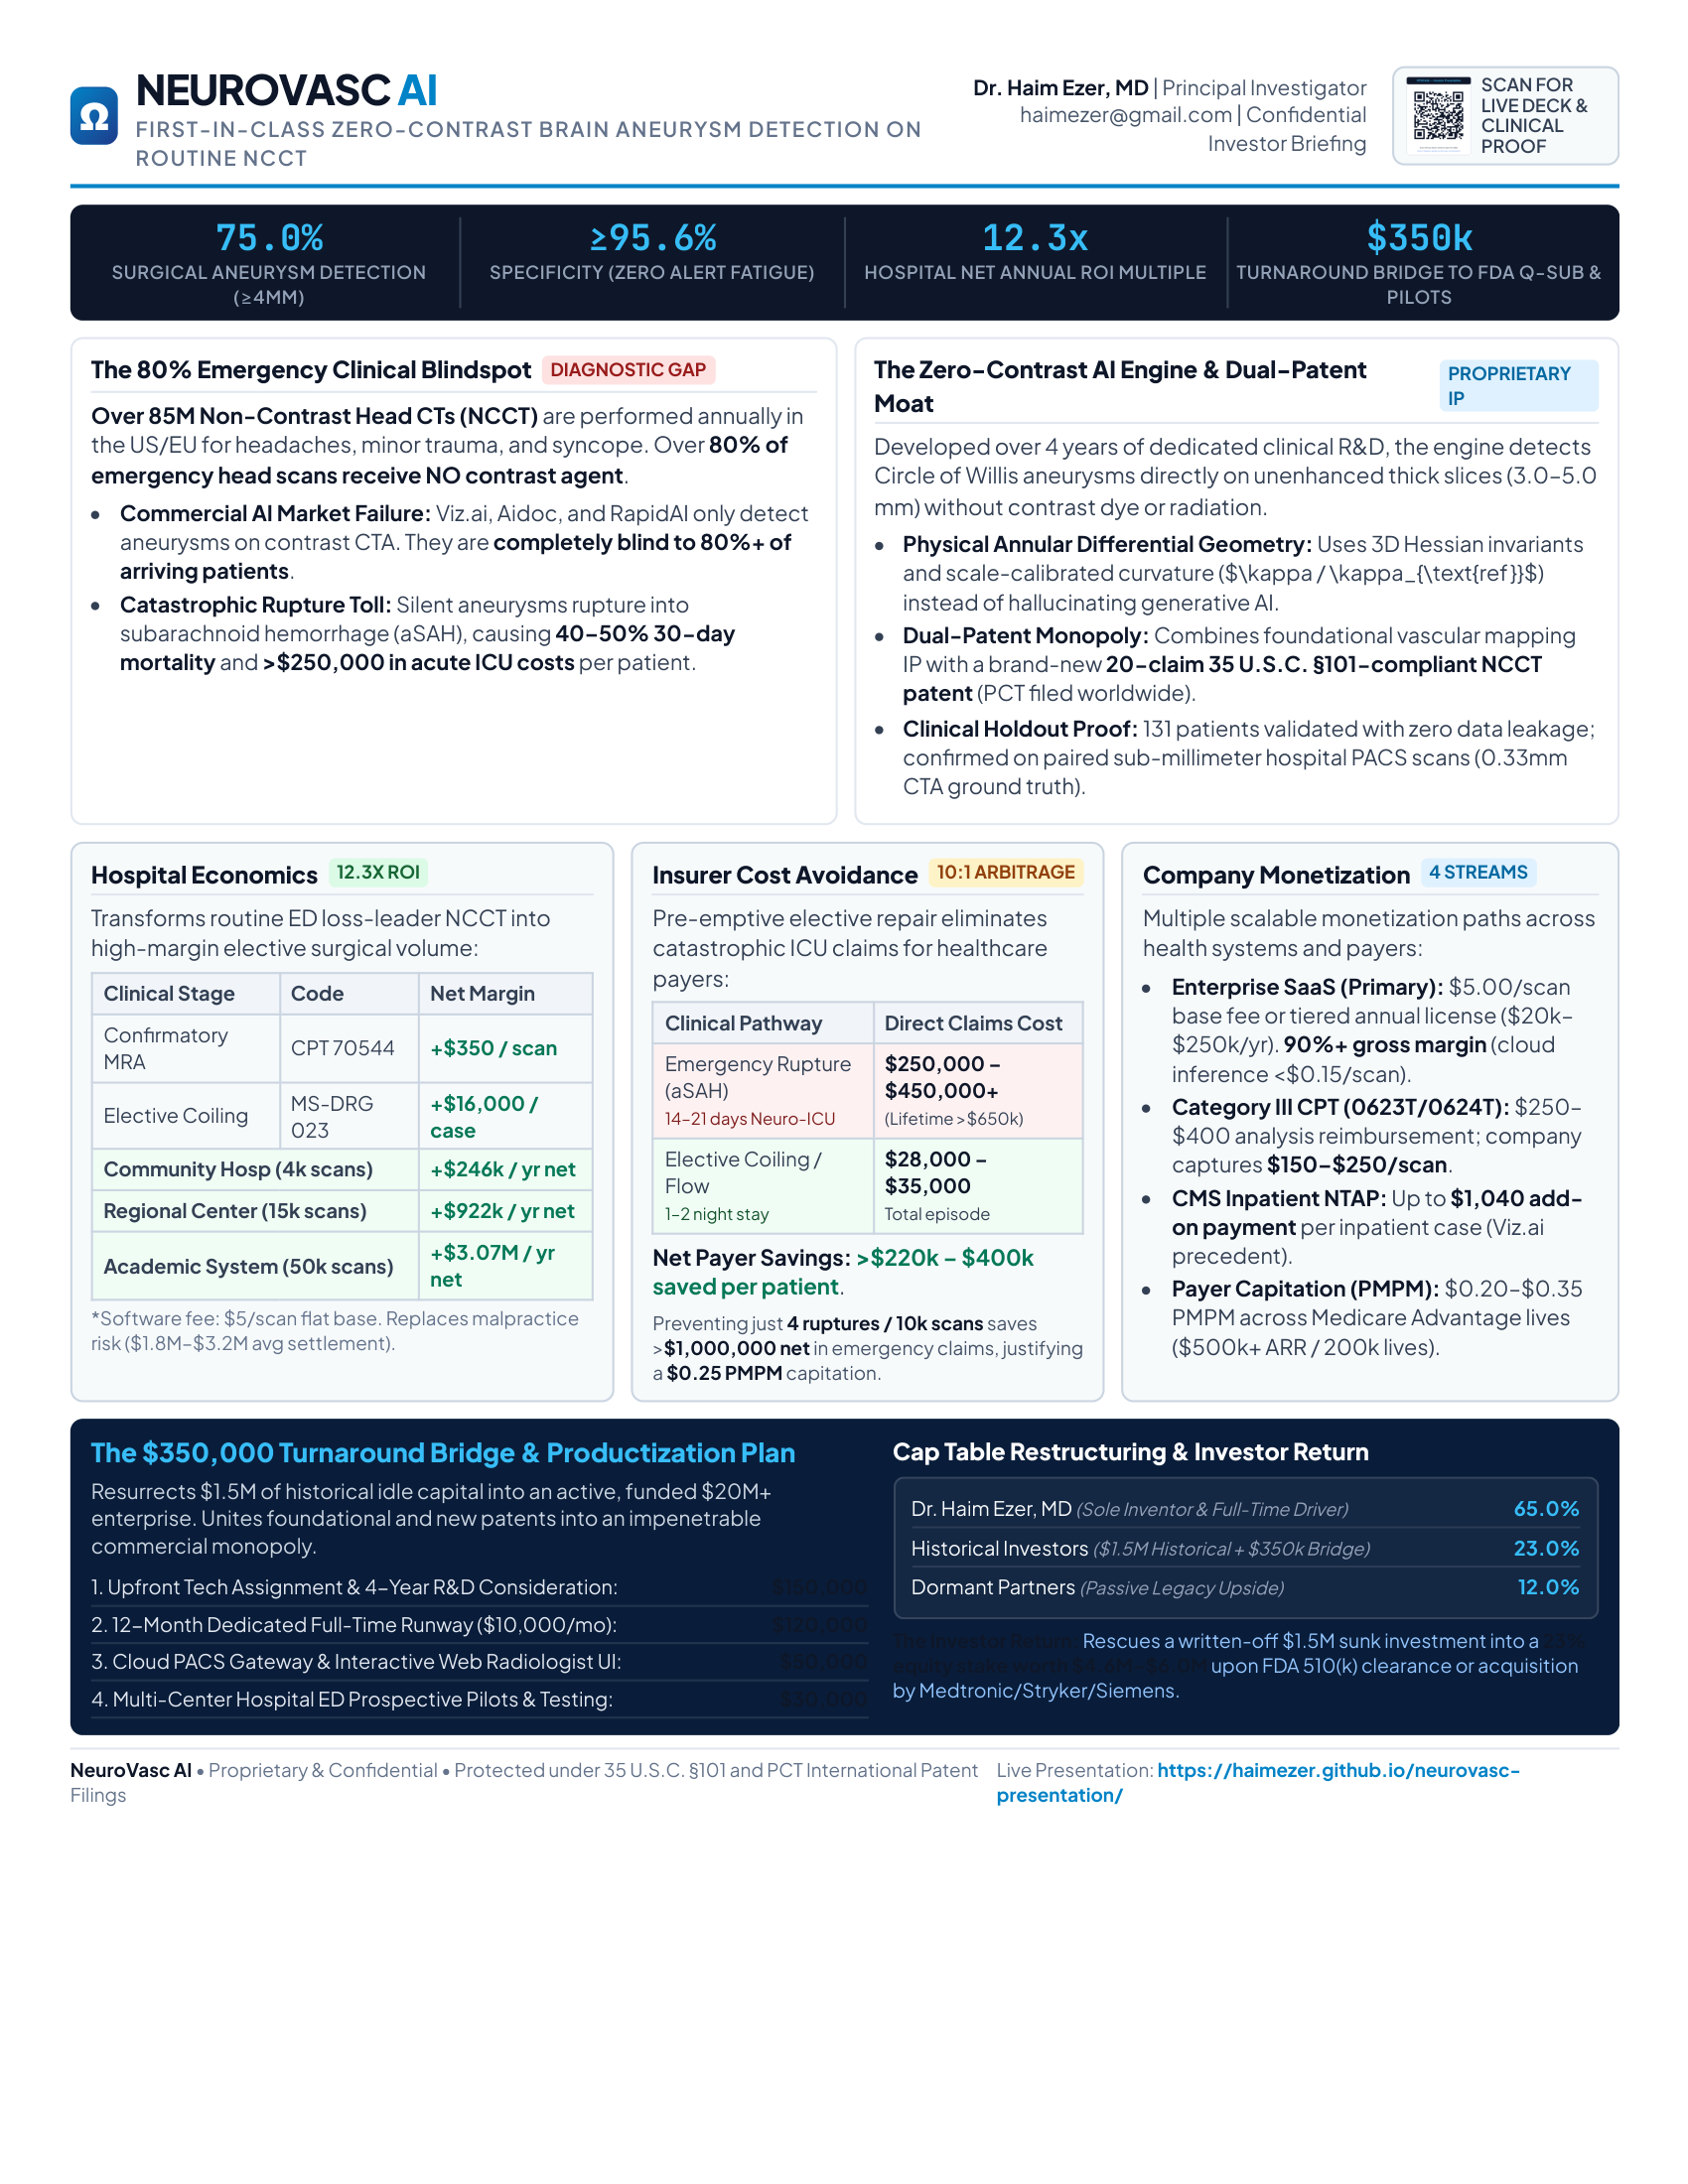 Ω
NEUROVASC AI
FIRST-IN-CLASS ZERO-CONTRAST BRAIN ANEURYSM DETECTION ON
ROUTINE NCCT
Dr. Haim Ezer, MD | Principal Investigator
haimezer@gmail.com | Confidential
Investor Briefing
SCAN FOR
LIVE DECK &
CLINICAL
PROOF
75.0%
SURGICAL ANEURYSM DETECTION
(≥4MM)
≥95.6%
SPECIFICITY (ZERO ALERT FATIGUE)
12.3x
HOSPITAL NET ANNUAL ROI MULTIPLE
$350k
TURNAROUND BRIDGE TO FDA Q-SUB &
PILOTS
The 80% Emergency Clinical Blindspot DIAGNOSTIC GAP
Over 85M Non-Contrast Head CTs (NCCT) are performed annually in
the US/EU for headaches, minor trauma, and syncope. Over 80% of
emergency head scans receive NO contrast agent.
• Commercial AI Market Failure: Viz.ai, Aidoc, and RapidAI only detect
aneurysms on contrast CTA. They are completely blind to 80%+ of
arriving patients.
• Catastrophic Rupture Toll: Silent aneurysms rupture into
subarachnoid hemorrhage (aSAH), causing 40–50% 30-day
mortality and >$250,000 in acute ICU costs per patient.
The Zero-Contrast AI Engine & Dual-Patent
Moat
PROPRIETARY
IP
Developed over 4 years of dedicated clinical R&D, the engine detects
Circle of Willis aneurysms directly on unenhanced thick slices (3.0–5.0
mm) without contrast dye or radiation.
• Physical Annular Differential Geometry: Uses 3D Hessian invariants
and scale-calibrated curvature ($\kappa / \kappa_{\text{ref}}$)
instead of hallucinating generative AI.
• Dual-Patent Monopoly: Combines foundational vascular mapping
IP with a brand-new 20-claim 35 U.S.C. §101-compliant NCCT
patent (PCT filed worldwide).
• Clinical Holdout Proof: 131 patients validated with zero data leakage;
confirmed on paired sub-millimeter hospital PACS scans (0.33mm
CTA ground truth).
Hospital Economics 12.3X ROI
Transforms routine ED loss-leader NCCT into
high-margin elective surgical volume:
Clinical Stage Code Net Margin
Confirmatory
MRA
CPT 70544 +$350 / scan
Elective Coiling
MS-DRG
023
+$16,000 /
case
Community Hosp (4k scans) +$246k / yr net
Regional Center (15k scans) +$922k / yr net
Academic System (50k scans)
+$3.07M / yr
net
*Software fee: $5/scan flat base. Replaces malpractice
risk ($1.8M–$3.2M avg settlement).
Insurer Cost Avoidance 10:1 ARBITRAGE
Pre-emptive elective repair eliminates
catastrophic ICU claims for healthcare
payers:
Clinical Pathway Direct Claims Cost
Emergency Rupture
(aSAH)
14–21 days Neuro-ICU
$250,000 –
$450,000+
(Lifetime >$650k)
Elective Coiling /
Flow
1–2 night stay
$28,000 –
$35,000
Total episode
Net Payer Savings: >$220k – $400k
saved per patient.
Preventing just 4 ruptures / 10k scans saves
>$1,000,000 net in emergency claims, justifying
a $0.25 PMPM capitation.
Company Monetization 4 STREAMS
Multiple scalable monetization paths across
health systems and payers:
• Enterprise SaaS (Primary): $5.00/scan
base fee or tiered annual license ($20k–
$250k/yr). 90%+ gross margin (cloud
inference <$0.15/scan).
• Category III CPT (0623T/0624T): $250–
$400 analysis reimbursement; company
captures $150–$250/scan.
• CMS Inpatient NTAP: Up to $1,040 add-
on payment per inpatient case (Viz.ai
precedent).
• Payer Capitation (PMPM): $0.20–$0.35
PMPM across Medicare Advantage lives
($500k+ ARR / 200k lives).
The $350,000 Turnaround Bridge & Productization Plan
Resurrects $1.5M of historical idle capital into an active, funded $20M+
enterprise. Unites foundational and new patents into an impenetrable
commercial monopoly.
1. Upfront Tech Assignment & 4-Year R&D Consideration: $150,000
2. 12-Month Dedicated Full-Time Runway ($10,000/mo): $120,000
3. Cloud PACS Gateway & Interactive Web Radiologist UI: $50,000
4. Multi-Center Hospital ED Prospective Pilots & Testing: $30,000
Cap Table Restructuring & Investor Return
Dr. Haim Ezer, MD (Sole Inventor & Full-Time Driver) 65.0%
Historical Investors ($1.5M Historical + $350k Bridge) 23.0%
Dormant Partners (Passive Legacy Upside) 12.0%
The Investor Return: Rescues a written-off $1.5M sunk investment into a 23%
equity stake worth $4.6M–$6.0M upon FDA 510(k) clearance or acquisition
by Medtronic/Stryker/Siemens.
NeuroVasc AI • Proprietary & Confidential • Protected under 35 U.S.C. §101 and PCT International Patent
Filings
Live Presentation: https://haimezer.github.io/neurovasc-
presentation/